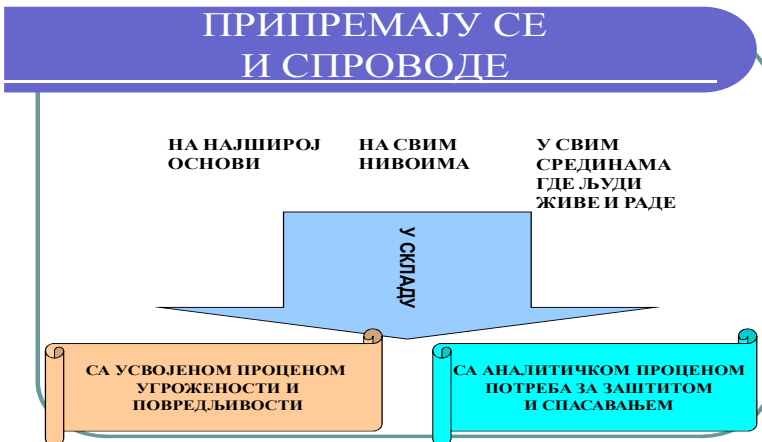 ПРИПРЕМАЈУ СЕ
И СПРОВОДЕ
НА НАЈШИРОЈ
ОСНОВИ
НА СВИМ
НИВОИМА
У СВИМ
СРЕДИНАМА
ГДЕ ЉУДИ
ЖИВЕ И РАДЕ
У СКЛАДУ
СА УСВОЈЕНОМ ПРОЦЕНОМ
УГРОЖЕНОСТИ И
ПОВРЕДЉИВОСТИ
СА АНАЛИТИЧКОМ ПРОЦЕНОМ
ПОТРЕБА ЗА ЗАШТИТОМ
И СПАСАВАЊЕМ